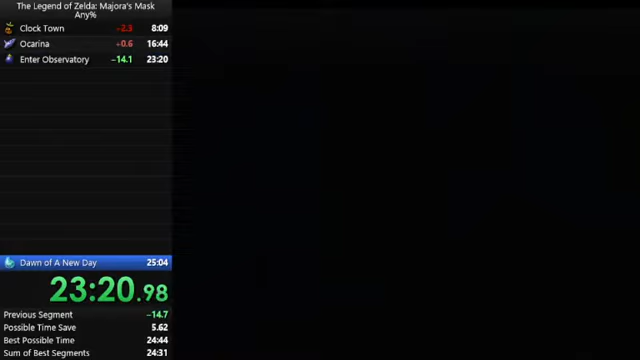 The Legend of Zelda: Majora's Mask
Any%
Clock Town +2.3 8:09
Ocarina +0.6 16:44
Enter Observatory −14.1 23:20
Dawn of A New Day 25:04
23:20.98
Previous Segment −14.7
Possible Time Save 5.62
Best Possible Time 24:44
Sum of Best Segments 24:31